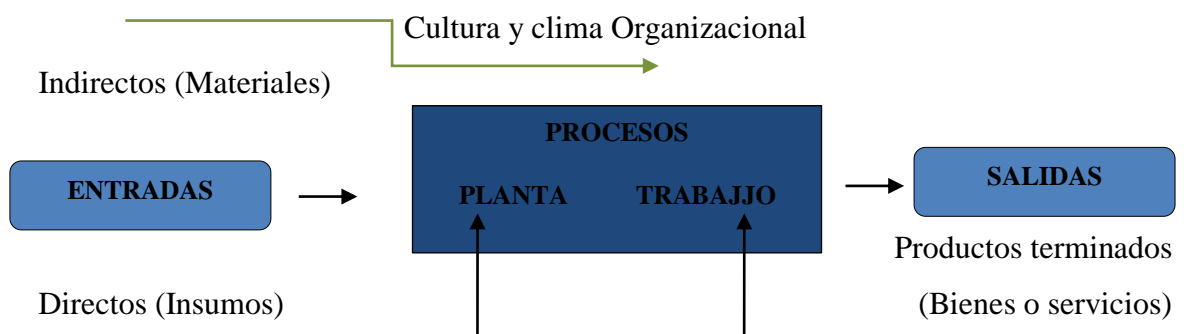 Cultura y clima Organizacional
Indirectos (Materiales)
PROCESOS
ENTRADAS
PLANTA TRABAJJO
SALIDAS
Productos terminados
Directos (Insumos)
(Bienes o servicios)